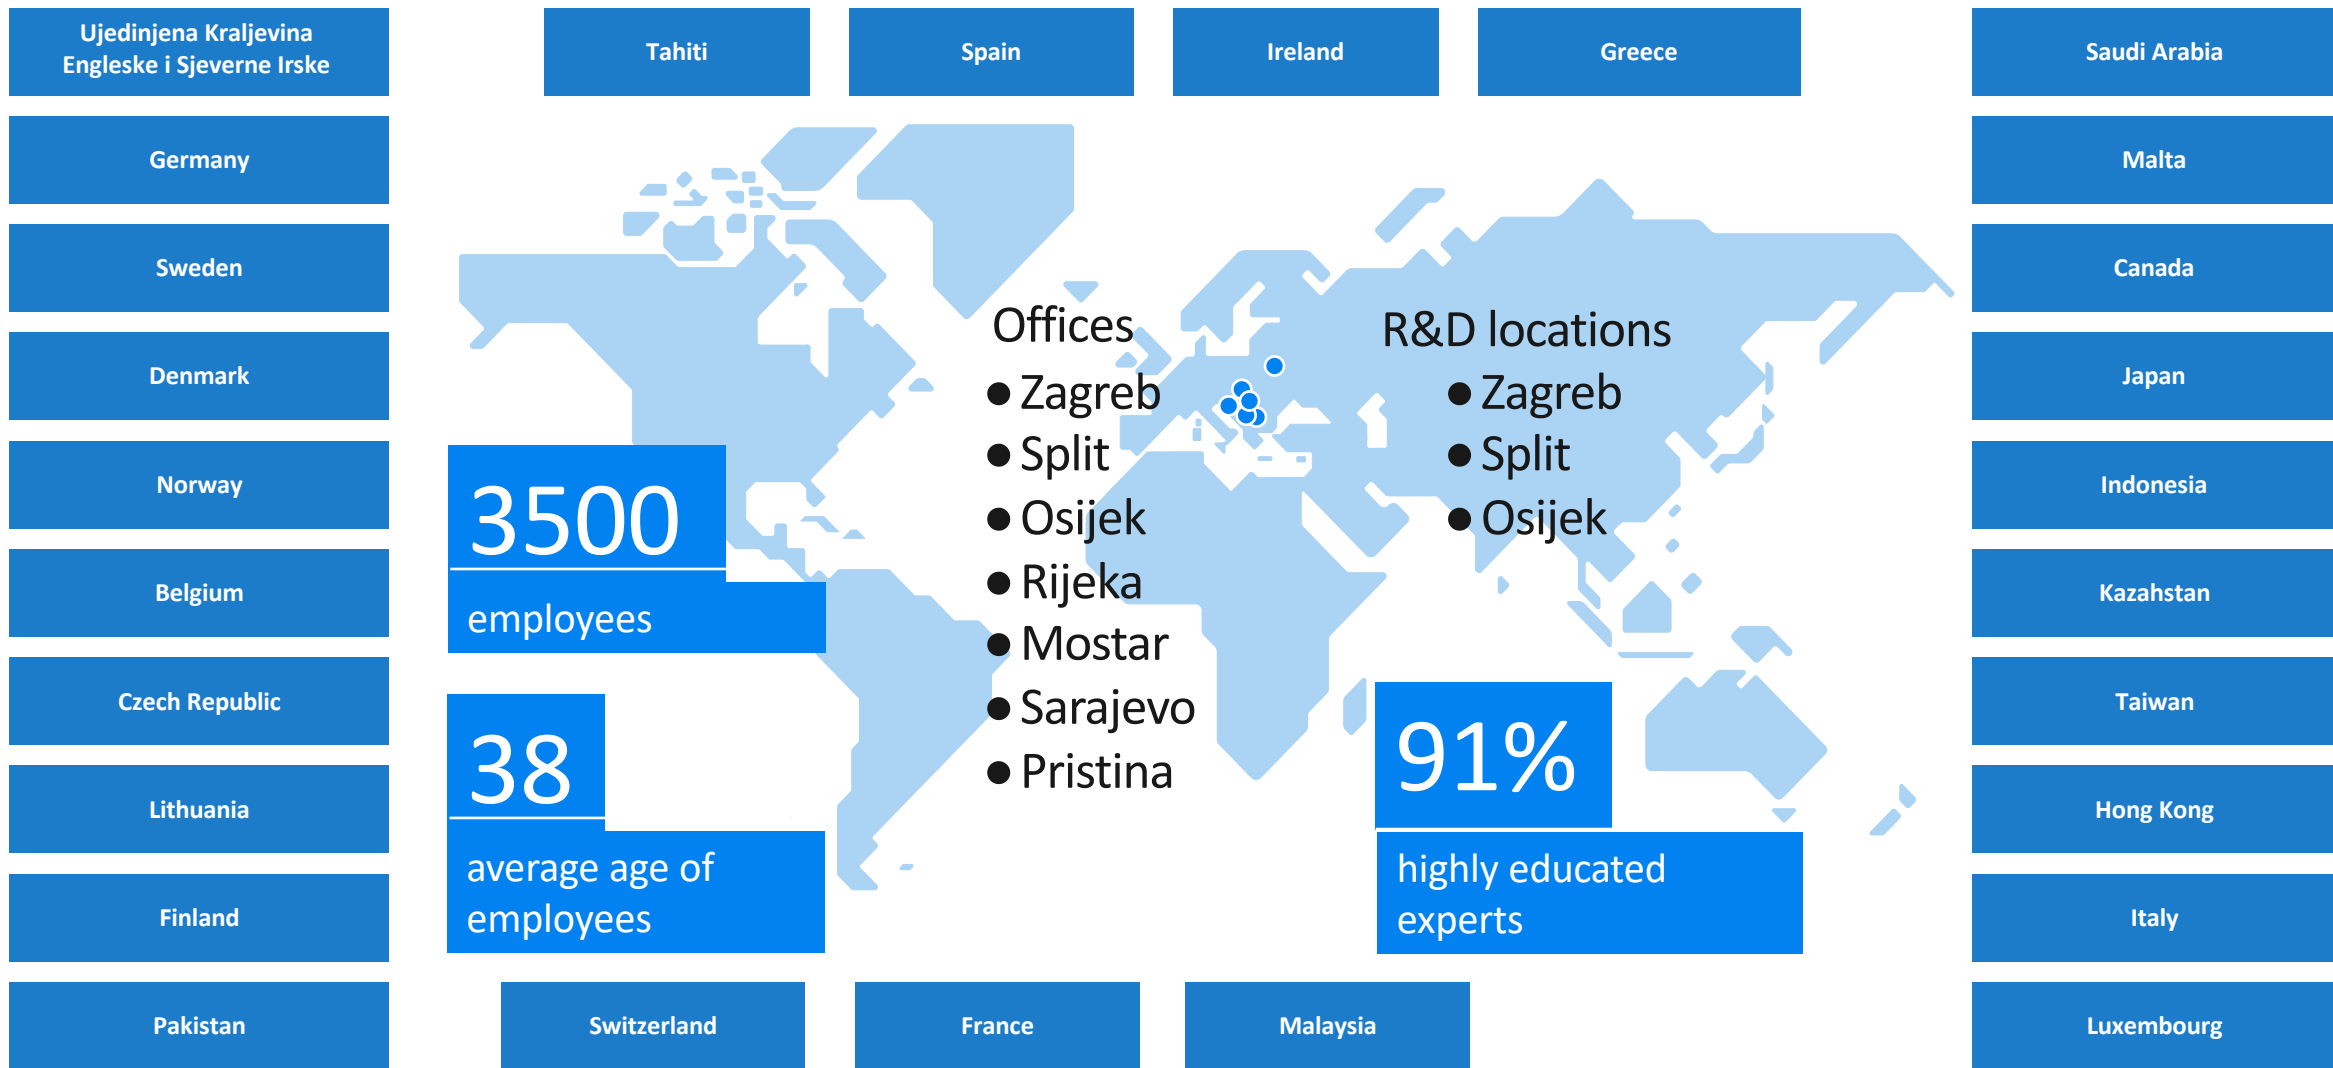 Ujedinjena Kraljevina
Engleske i Sjeverne Irske
Tahiti
Spain
Ireland
Greece
Saudi Arabia
Germany
Malta
Sweden
Canada
Denmark
Japan
Norway
Indonesia
Belgium
Kazahstan
Czech Republic
Taiwan
Lithuania
Hong Kong
Finland
Italy
Pakistan
Switzerland
France
Malaysia
Luxembourg
Offices
● Zagreb
● Split
● Osijek
● Rijeka
● Mostar
● Sarajevo
● Pristina
R&D locations
● Zagreb
● Split
● Osijek
3500
employees
38
average age of
employees
91%
highly educated
experts